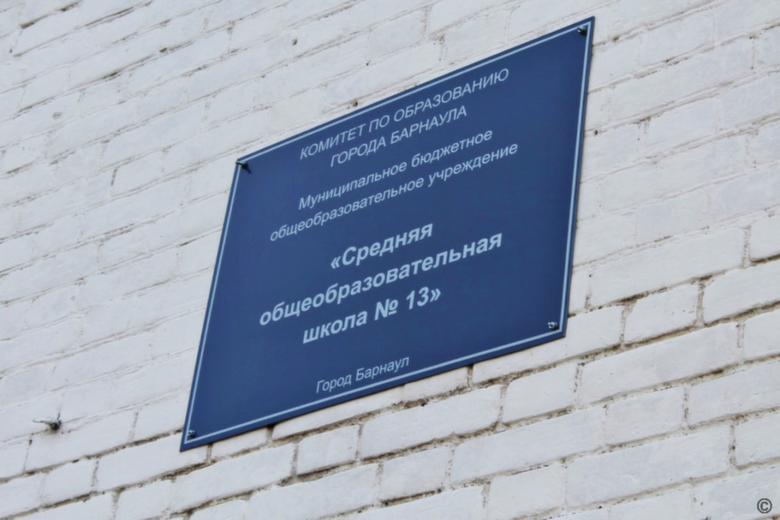 КОМИТЕТ ПО ОБРАЗОВАНИЮ
ГОРОДА БАРНАУЛА
Муниципальное бюджетное
общеобразовательное учреждение
«Средняя
общеобразовательная
школа № 13»
Город Барнаул
©